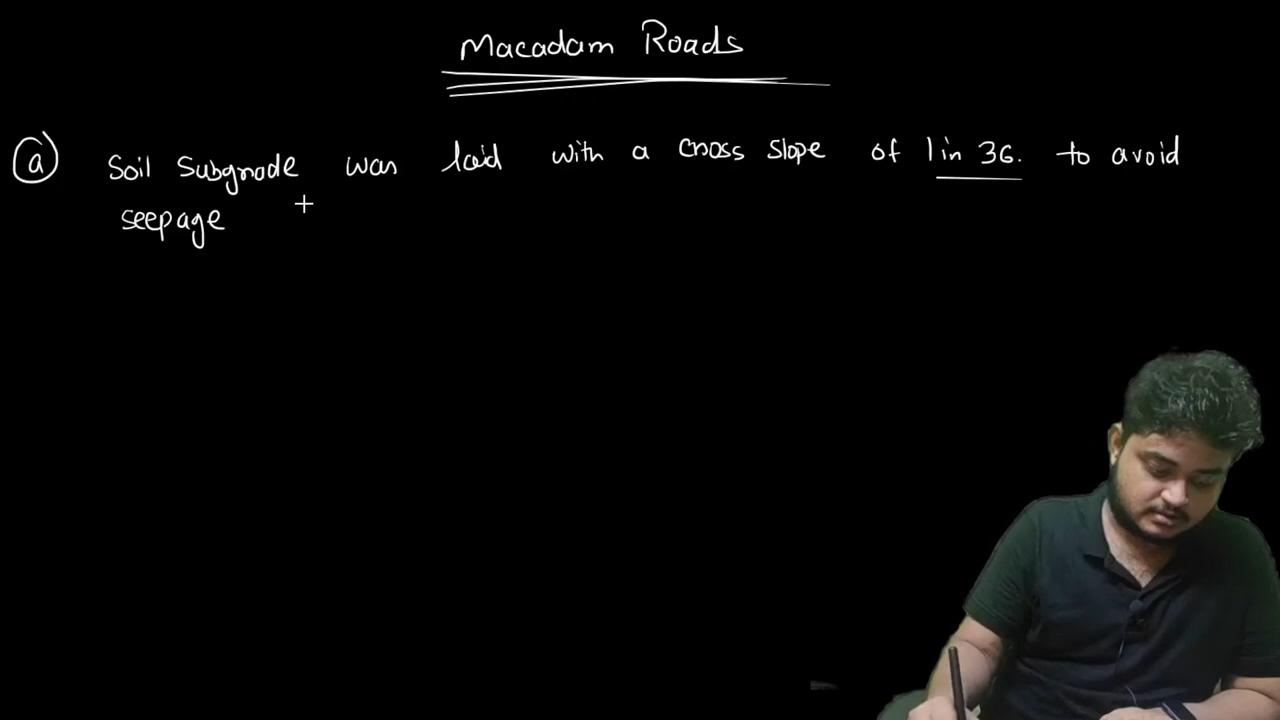 Macadam Roads
(a) Soil Subgrade was laid with a cross slope of 1 in 36. to avoid
seepage